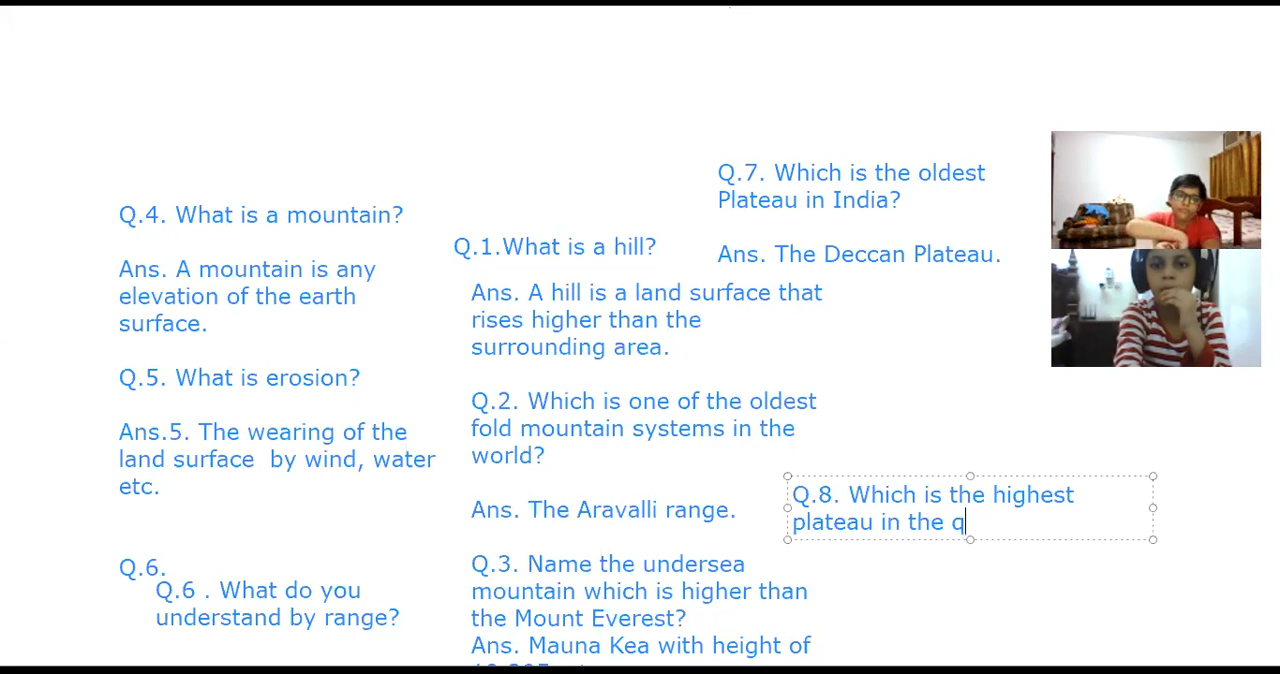 Q.4. What is a mountain?
Ans. A mountain is any
elevation of the earth
surface.
Q.5. What is erosion?
Ans.5. The wearing of the
land surface  by wind, water
etc.
Q.6.
Q.6 . What do you
understand by range?
Q.1.What is a hill?
Ans. A hill is a land surface that
rises higher than the
surrounding area.
Q.2. Which is one of the oldest
fold mountain systems in the
world?
Ans. The Aravalli range.
Q.3. Name the undersea
mountain which is higher than
the Mount Everest?
Ans. Mauna Kea with height of
Q.7. Which is the oldest
Plateau in India?
Ans. The Deccan Plateau.
Q.8. Which is the highest
plateau in the q